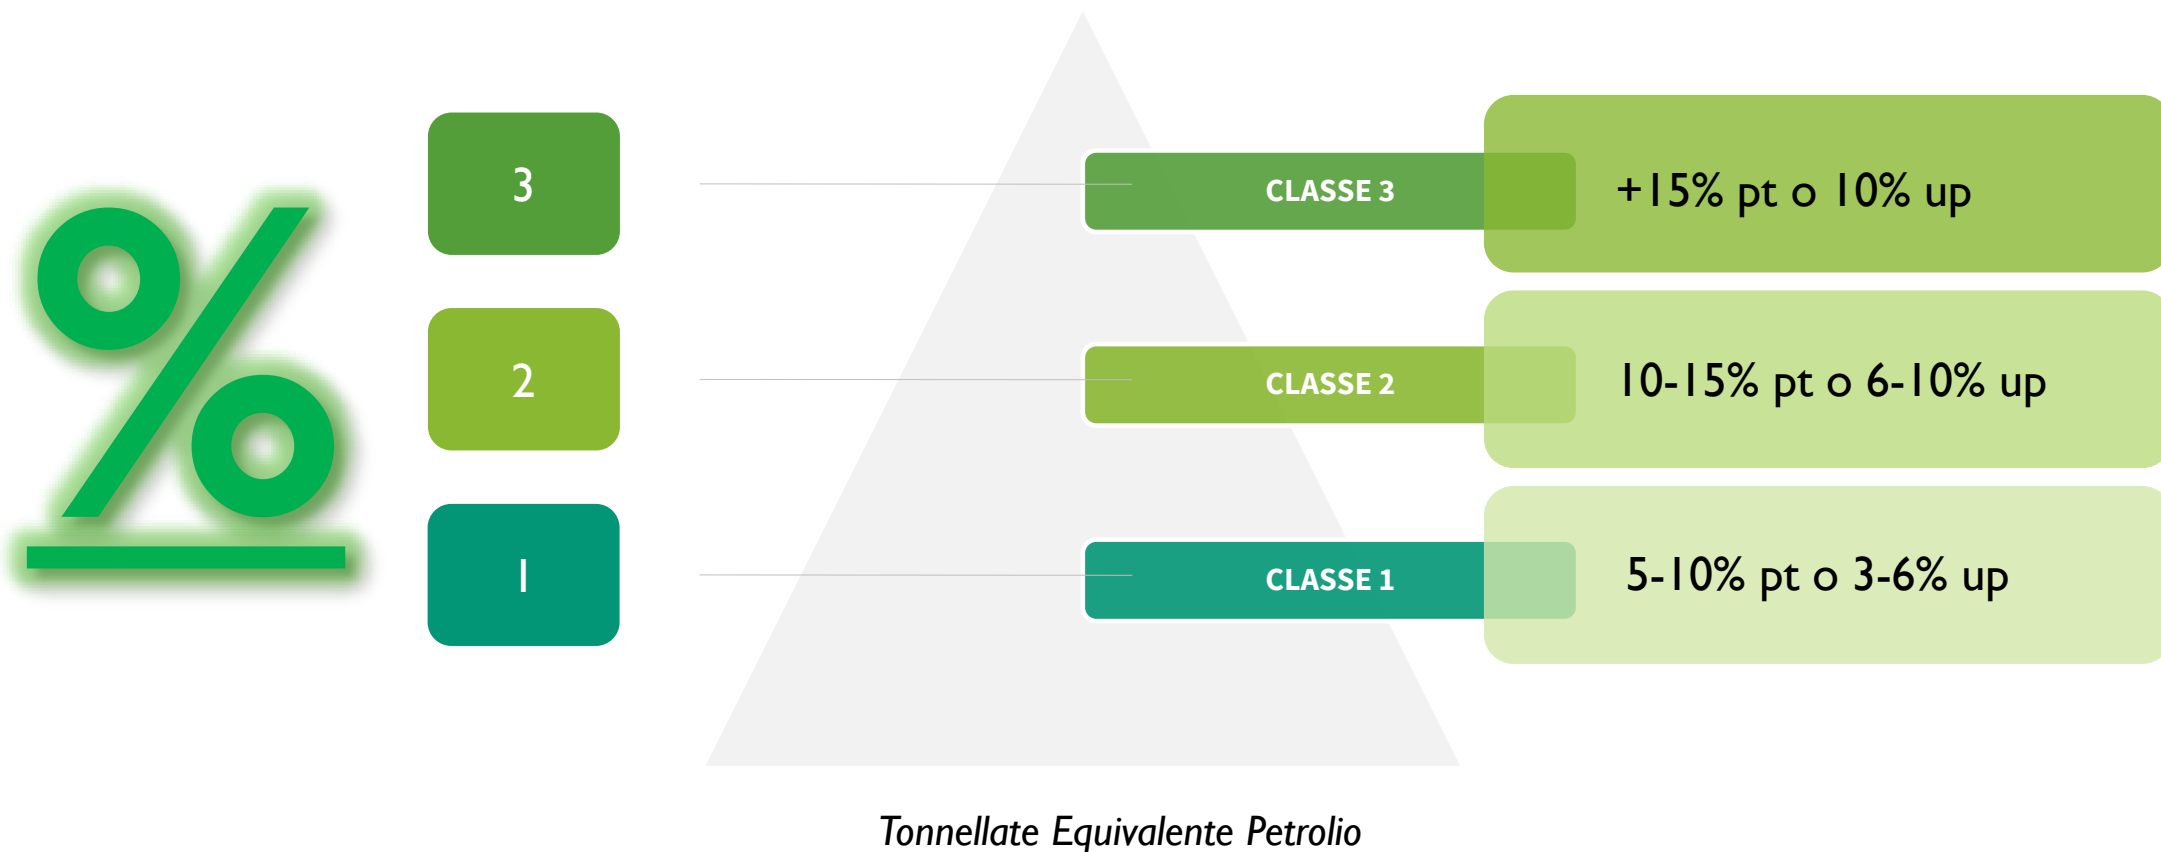 %
3
CLASSE 3
+15% pt o 10% up
2
CLASSE 2
10-15% pt o 6-10% up
1
CLASSE 1
5-10% pt o 3-6% up
Tonnellate Equivalente Petrolio